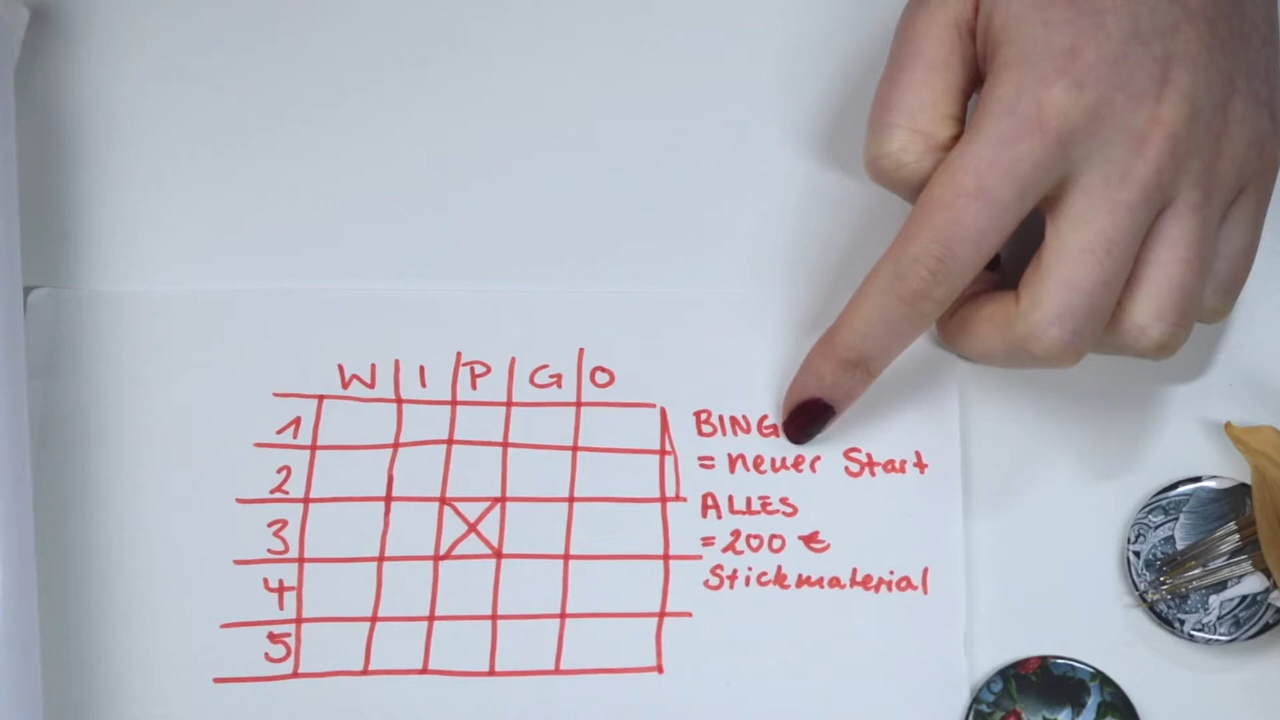 W I P G O
1
2
3
4
5
BING
= neuer Start
ALLES
= 200 €
Stickmaterial